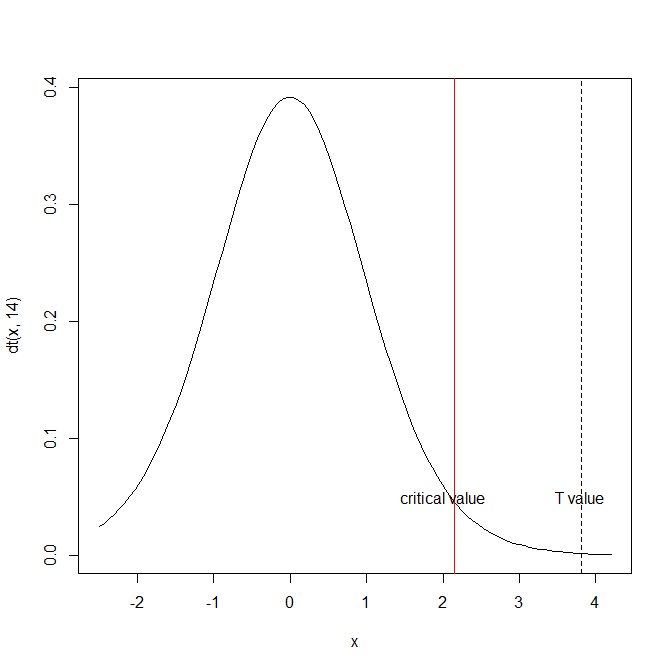 0.4
0.3
0.2
0.1
0.0
dt(x, 14)
critical value
T value
-2 -1 0 1 2 3 4
x